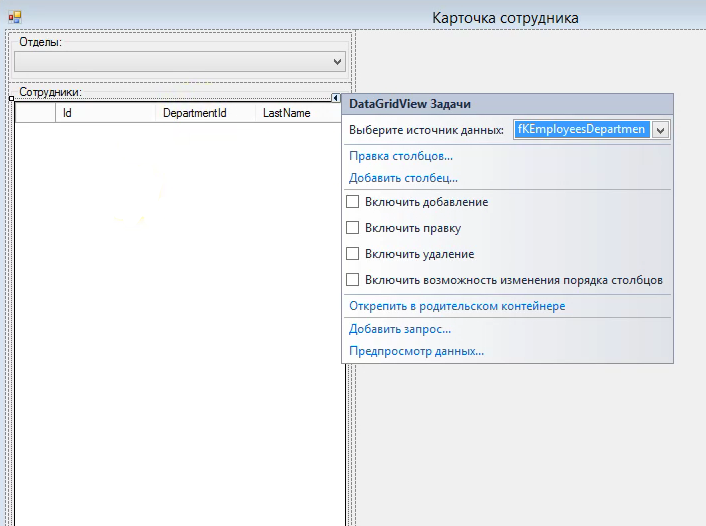 Карточка сотрудника
Отделы:
Сотрудники:
Id DepartmentId LastName
DataGridView Задачи
Выберите источник данных: fKEmployeesDepartmen
Правка столбцов...
Добавить столбец...
Включить добавление
Включить правку
Включить удаление
Включить возможность изменения порядка столбцов
Открепить в родительском контейнере
Добавить запрос...
Предпросмотр данных...